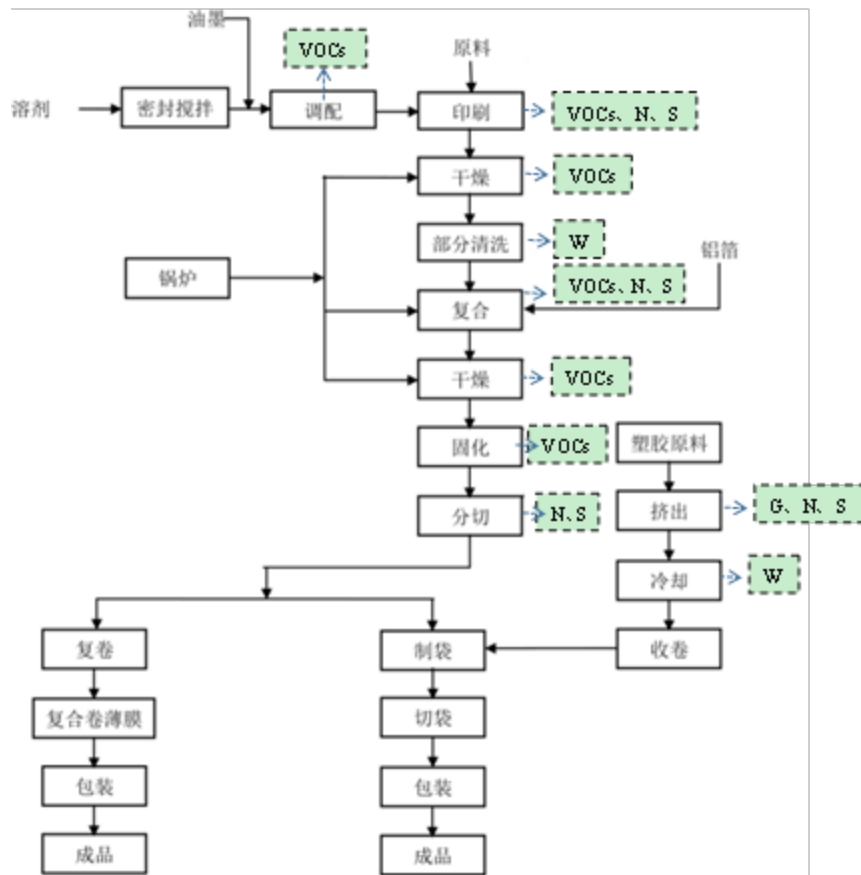 油墨
VOCs
原料
溶剂
密封搅拌
调配
印刷
VOCs、N、S
干燥
VOCs
部分清洗
W
铝箔
锅炉
VOCs、N、S
复合
干燥
VOCs
固化
VOCs
塑胶原料
分切
N、S
挤出
G、N、S
冷却
W
复卷
制袋
收卷
复合卷薄膜
切袋
包装
包装
成品
成品